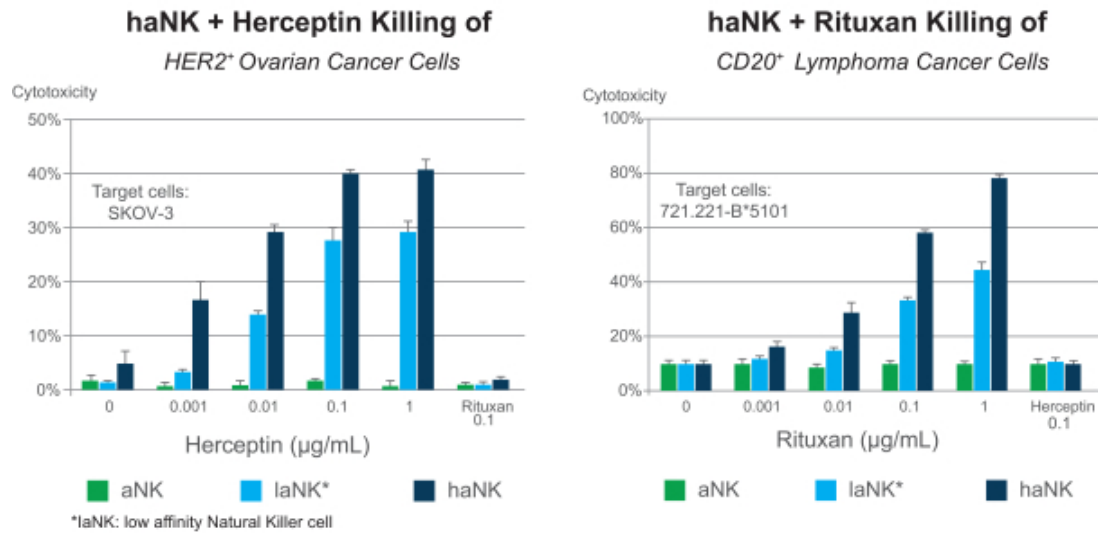 haNK + Herceptin Killing of
HER2⁺ Ovarian Cancer Cells
Cytotoxicity
50%
40%
30%
20%
10%
0%
Target cells:
SKOV-3
0
0.001
0.01
0.1
1
Rituxan
0.1
Herceptin (µg/mL)
aNK
laNK*
haNK
*laNK: low affinity Natural Killer cell
haNK + Rituxan Killing of
CD20⁺ Lymphoma Cancer Cells
Cytotoxicity
100%
80%
60%
40%
20%
0%
Target cells:
721.221-B*5101
0
0.001
0.01
0.1
1
Herceptin
0.1
Rituxan (µg/mL)
aNK
laNK*
haNK